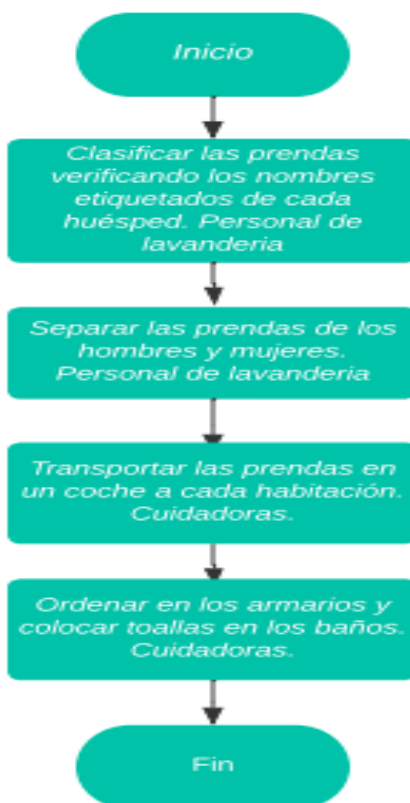 Inicio
Clasificar las prendas
verificando los nombres
etiquetados de cada
huésped. Personal de
lavanderia
Separar las prendas de los
hombres y mujeres.
Personal de lavanderia
Transportar las prendas en
un coche a cada habitación.
Cuidadoras.
Ordenar en los armarios y
colocar toallas en los baños.
Cuidadoras.
Fin